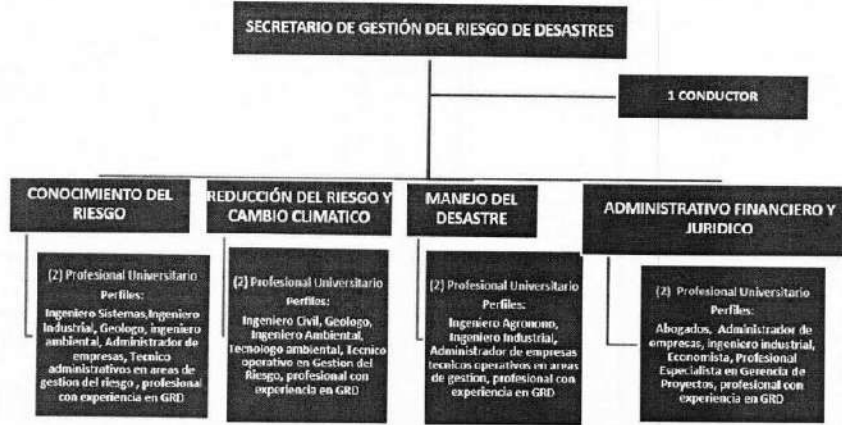 SECRETARIO DE GESTIÓN DEL RIESGO DE DESASTRES
1 CONDUCTOR
CONOCIMIENTO DEL
RIESGO
REDUCCIÓN DEL RIESGO Y
CAMBIO CLIMATICO
MANEJO DEL
DESASTRE
ADMINISTRATIVO FINANCIERO Y
JURIDICO
(2) Profesional Universitario
Perfiles:
Ingeniero Sistemas,Ingeniero
Industrial, Geologo, ingeniero
ambiental, Administrador de
empresas, Tecnico
administrativos en areas de
gestion del riesgo , profesional
con experiencia en GRD
(2) Profesional Universitario
Perfiles:
Ingeniero Civil, Geologo,
Ingeniero Ambiental,
Tecnologo ambiental, Tecnico
operativo en Gestion del
Riesgo, profesional con
experiencia en GRD
(2) Profesional Universitario
Perfiles:
Ingeniero Agronono,
Ingeniero Industrial,
Administrador de empresas
tecnicos operativos en areas
de gestion, profesional con
experiencia en GRD
(2) Profesional Universitario
Perfiles:
Abogados, Administrador de
empresas, ingeniero industrial,
Economista, Profesional
Especialista en Gerencia de
Proyectos, profesional con
experiencia en GRD